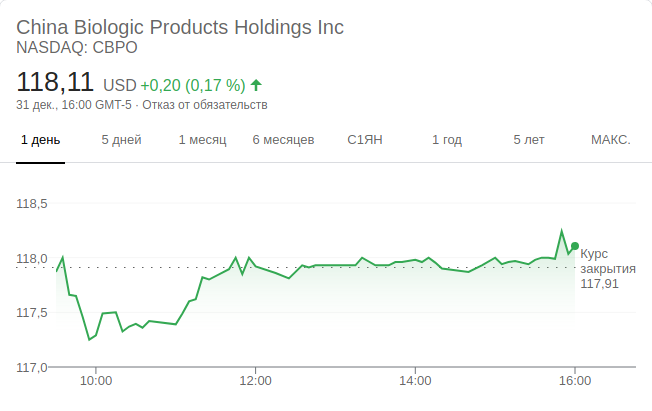 China Biologic Products Holdings Inc
NASDAQ: CBPO
118,11 USD +0,20 (0,17 %)
31 дек., 16:00 GMT-5 · Отказ от обязательств
1 день 5 дней 1 месяц 6 месяцев С1ЯН 1 год 5 лет МАКС.
118,5
118,0
117,5
117,0
Курс
закрытия
117,91
10:00 12:00 14:00 16:00